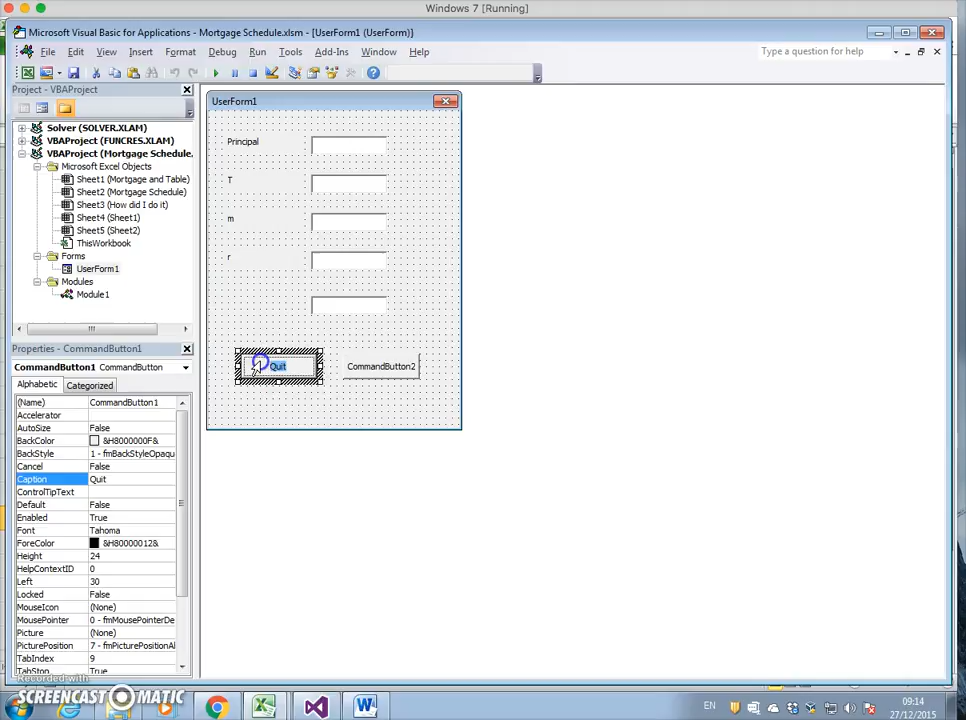 Windows 7 [Running]
Microsoft Visual Basic for Applications - Mortgage Schedule.xlsm - [UserForm1 (UserForm)]
File Edit View Insert Format Debug Run Tools Add-Ins Window Help
Type a question for help
Project - VBAProject
Solver (SOLVER.XLAM)
VBAProject (FUNCRES.XLAM)
VBAProject (Mortgage Schedule.
Microsoft Excel Objects
Sheet1 (Mortgage and Table)
Sheet2 (Mortgage Schedule)
Sheet3 (How did I do it)
Sheet4 (Sheet1)
Sheet5 (Sheet2)
ThisWorkbook
Forms
UserForm1
Modules
Module1
Properties - CommandButton1
CommandButton1 CommandButton
Alphabetic Categorized
(Name) CommandButton1
Accelerator
AutoSize False
BackColor &H8000000F&
BackStyle 1 - fmBackStyleOpaqu
Cancel False
Caption Quit
ControlTipText
Default False
Enabled True
Font Tahoma
ForeColor &H80000012&
Height 24
HelpContextID 0
Left 30
Locked False
MouseIcon (None)
MousePointer 0 - fmMousePointerDe
Picture (None)
PicturePosition 7 - fmPicturePositionAl
TabIndex 9
TabStop True
UserForm1
Principal
T
m
r
Quit
CommandButton2
Recorded with
SCREENCAST O MATIC
EN
09:14
27/12/2015